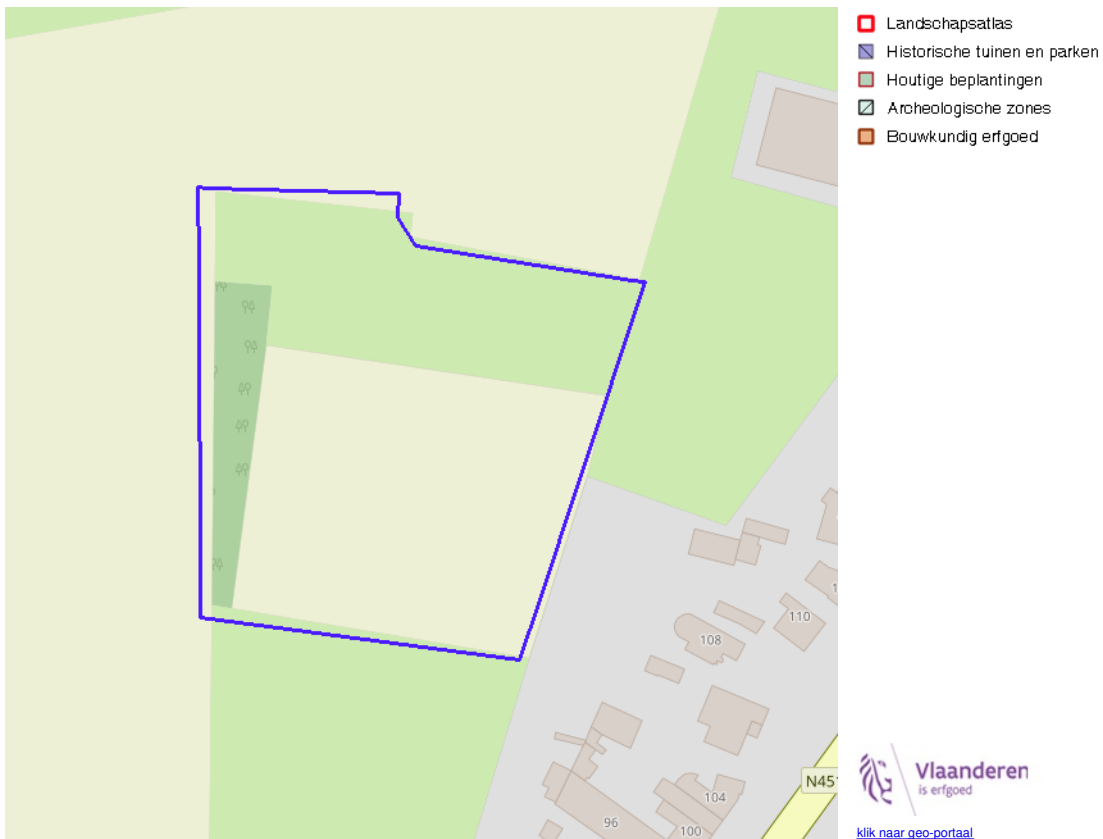 Landschapsatlas
Historische tuinen en parken
Houtige beplantingen
Archeologische zones
Bouwkundig erfgoed
110
108
104
96
100
Vlaanderen
is erfgoed
klik naar geo-portaal